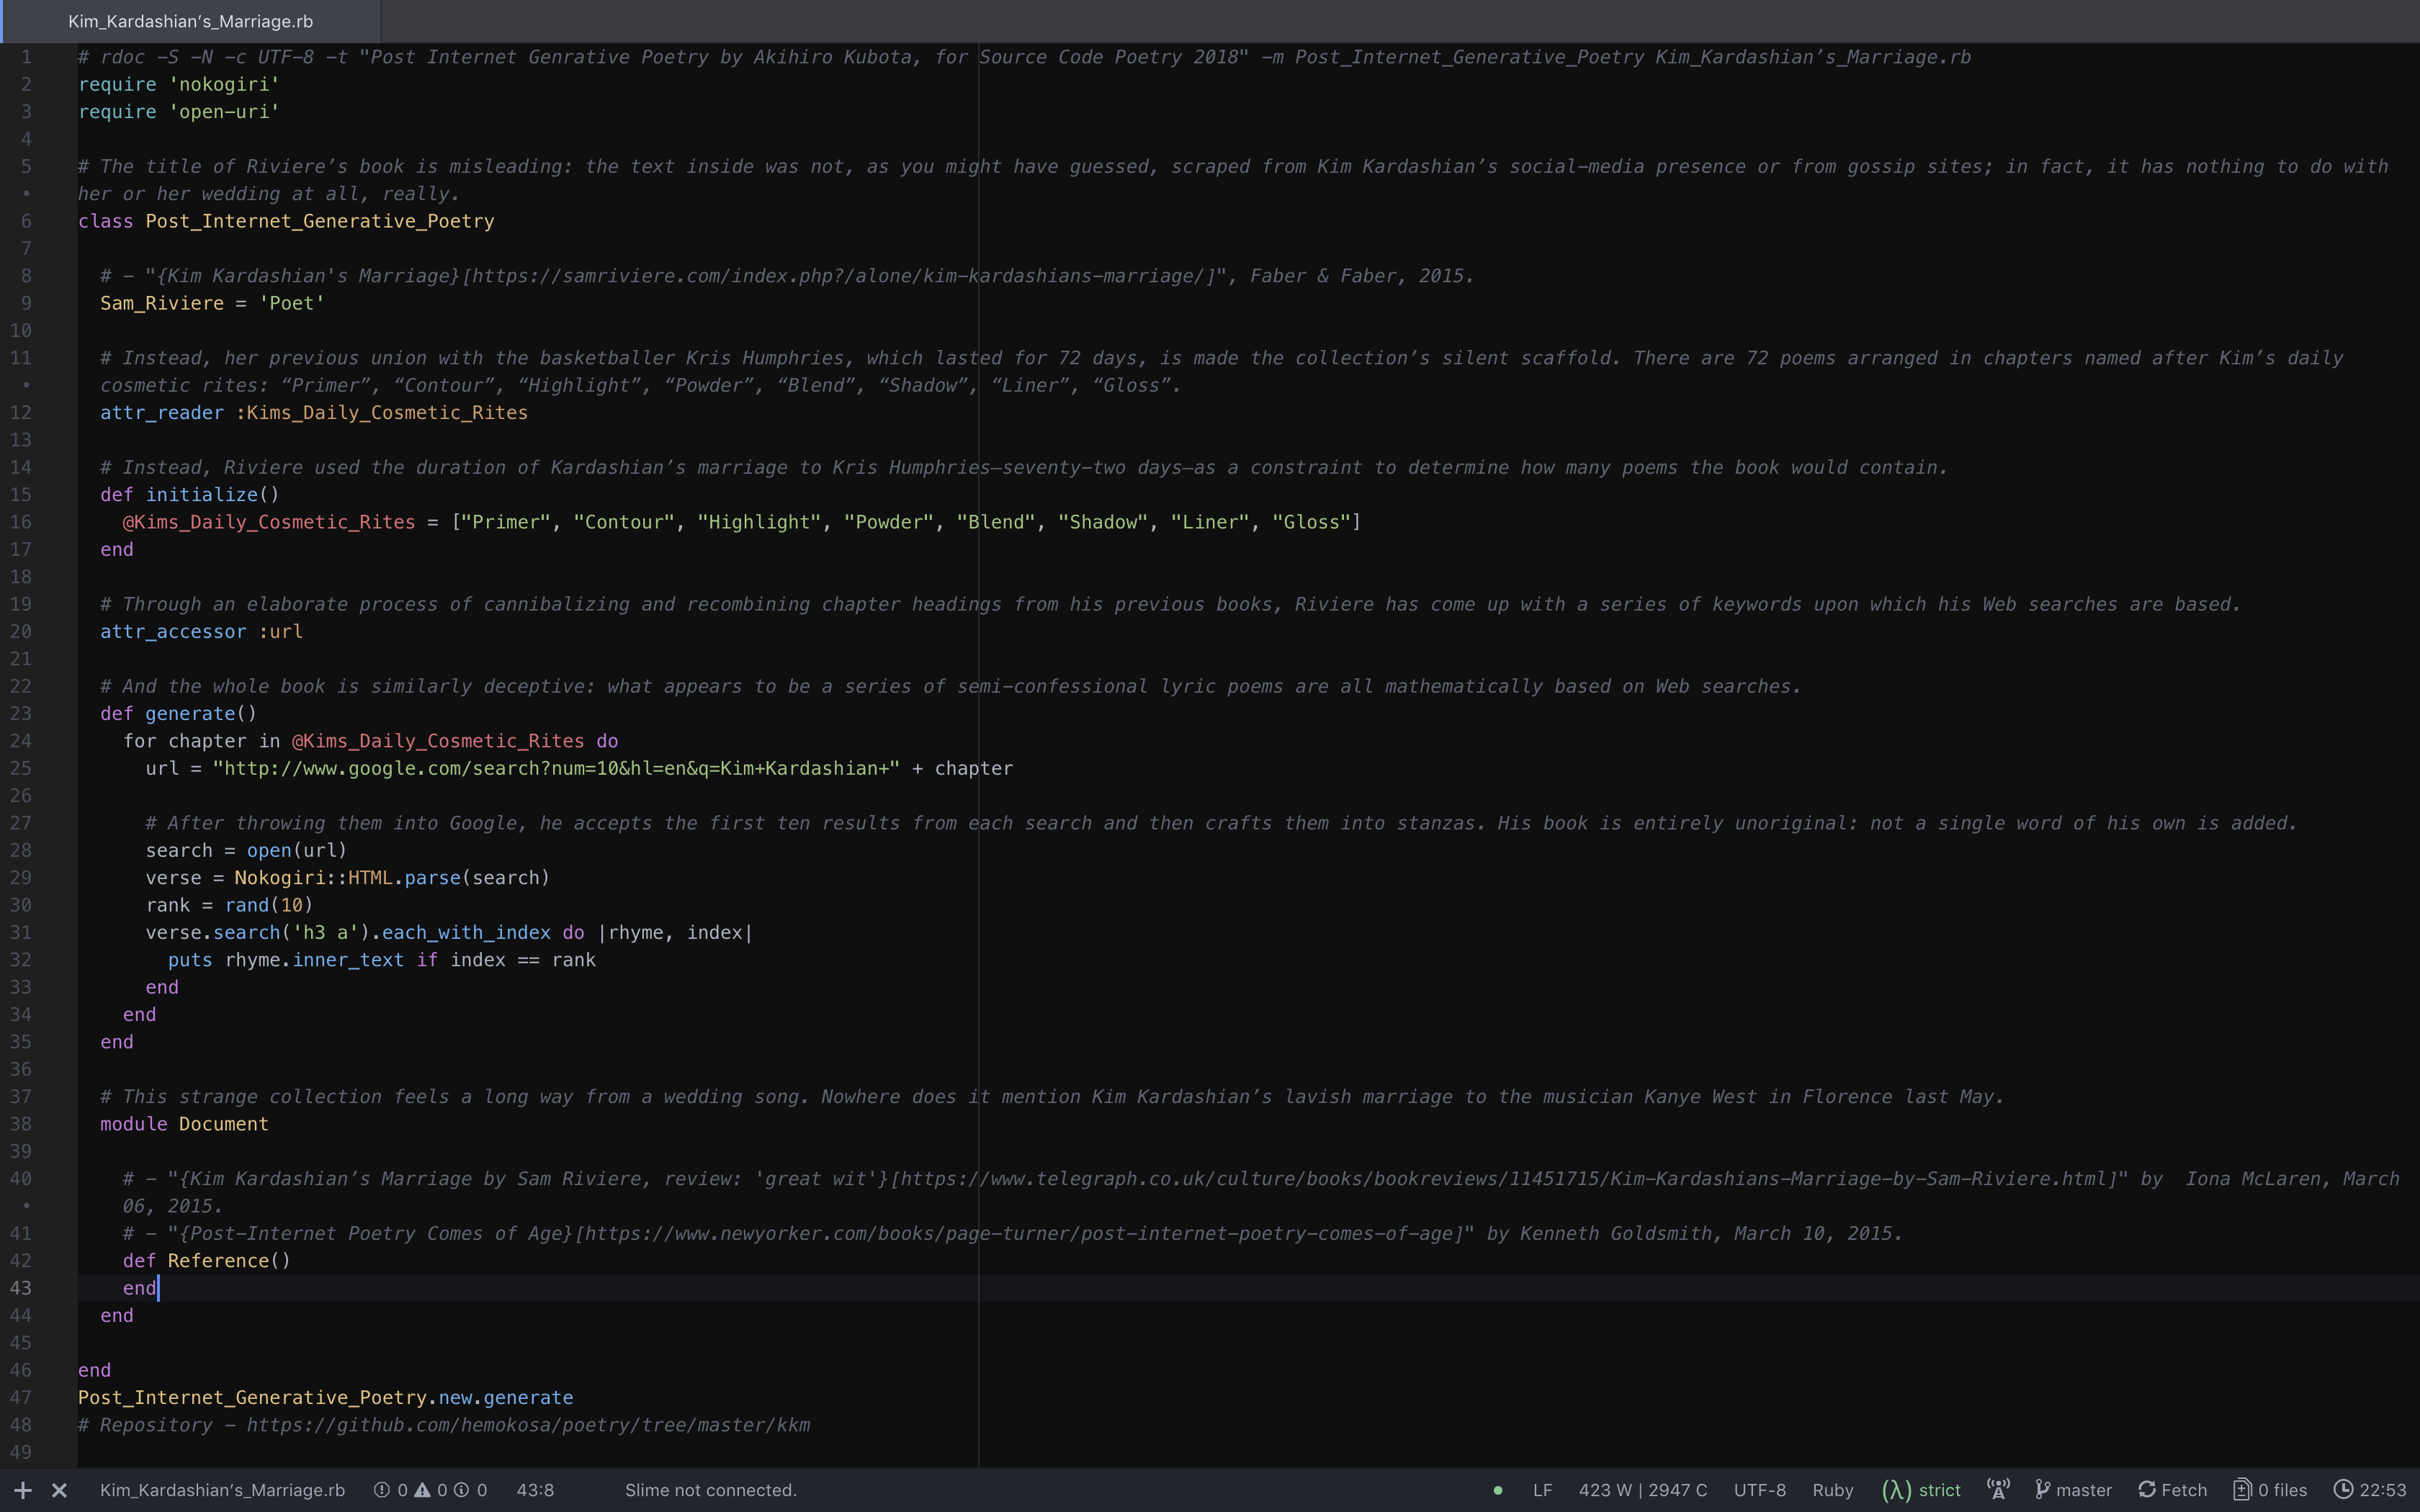 Kim_Kardashian’s_Marriage.rb
1 # rdoc -S -N -c UTF-8 -t "Post Internet Genrative Poetry by Akihiro Kubota, for Source Code Poetry 2018" -m Post_Internet_Generative_Poetry Kim_Kardashian’s_Marriage.rb
2 require 'nokogiri'
3 require 'open-uri'
4
5 # The title of Riviere’s book is misleading: the text inside was not, as you might have guessed, scraped from Kim Kardashian’s social-media presence or from gossip sites; in fact, it has nothing to do with
• her or her wedding at all, really.
6 class Post_Internet_Generative_Poetry
7
8 # - "{Kim Kardashian's Marriage}[https://samriviere.com/index.php?/alone/kim-kardashians-marriage/]", Faber & Faber, 2015.
9 Sam_Riviere = 'Poet'
10
11 # Instead, her previous union with the basketballer Kris Humphries, which lasted for 72 days, is made the collection’s silent scaffold. There are 72 poems arranged in chapters named after Kim’s daily
• cosmetic rites: “Primer”, “Contour”, “Highlight”, “Powder”, “Blend”, “Shadow”, “Liner”, “Gloss”.
12 attr_reader :Kims_Daily_Cosmetic_Rites
13
14 # Instead, Riviere used the duration of Kardashian’s marriage to Kris Humphries—seventy-two days—as a constraint to determine how many poems the book would contain.
15 def initialize()
16 @Kims_Daily_Cosmetic_Rites = ["Primer", "Contour", "Highlight", "Powder", "Blend", "Shadow", "Liner", "Gloss"]
17 end
18
19 # Through an elaborate process of cannibalizing and recombining chapter headings from his previous books, Riviere has come up with a series of keywords upon which his Web searches are based.
20 attr_accessor :url
21
22 # And the whole book is similarly deceptive: what appears to be a series of semi-confessional lyric poems are all mathematically based on Web searches.
23 def generate()
24 for chapter in @Kims_Daily_Cosmetic_Rites do
25 url = "http://www.google.com/search?num=10&hl=en&q=Kim+Kardashian+" + chapter
26
27 # After throwing them into Google, he accepts the first ten results from each search and then crafts them into stanzas. His book is entirely unoriginal: not a single word of his own is added.
28 search = open(url)
29 verse = Nokogiri::HTML.parse(search)
30 rank = rand(10)
31 verse.search('h3 a').each_with_index do |rhyme, index|
32 puts rhyme.inner_text if index == rank
33 end
34 end
35 end
36
37 # This strange collection feels a long way from a wedding song. Nowhere does it mention Kim Kardashian’s lavish marriage to the musician Kanye West in Florence last May.
38 module Document
39
40 # - "{Kim Kardashian’s Marriage by Sam Riviere, review: 'great wit'}[https://www.telegraph.co.uk/culture/books/bookreviews/11451715/Kim-Kardashians-Marriage-by-Sam-Riviere.html]" by  Iona McLaren, March
• 06, 2015.
41 # - "{Post-Internet Poetry Comes of Age}[https://www.newyorker.com/books/page-turner/post-internet-poetry-comes-of-age]" by Kenneth Goldsmith, March 10, 2015.
42 def Reference()
43 end
44 end
45
46 end
47 Post_Internet_Generative_Poetry.new.generate
48 # Repository - https://github.com/hemokosa/poetry/tree/master/kkm
49
Kim_Kardashian’s_Marriage.rb 0 0 0 43:8 Slime not connected. LF 423 W | 2947 C UTF-8 Ruby (λ) strict master Fetch 0 files 22:53